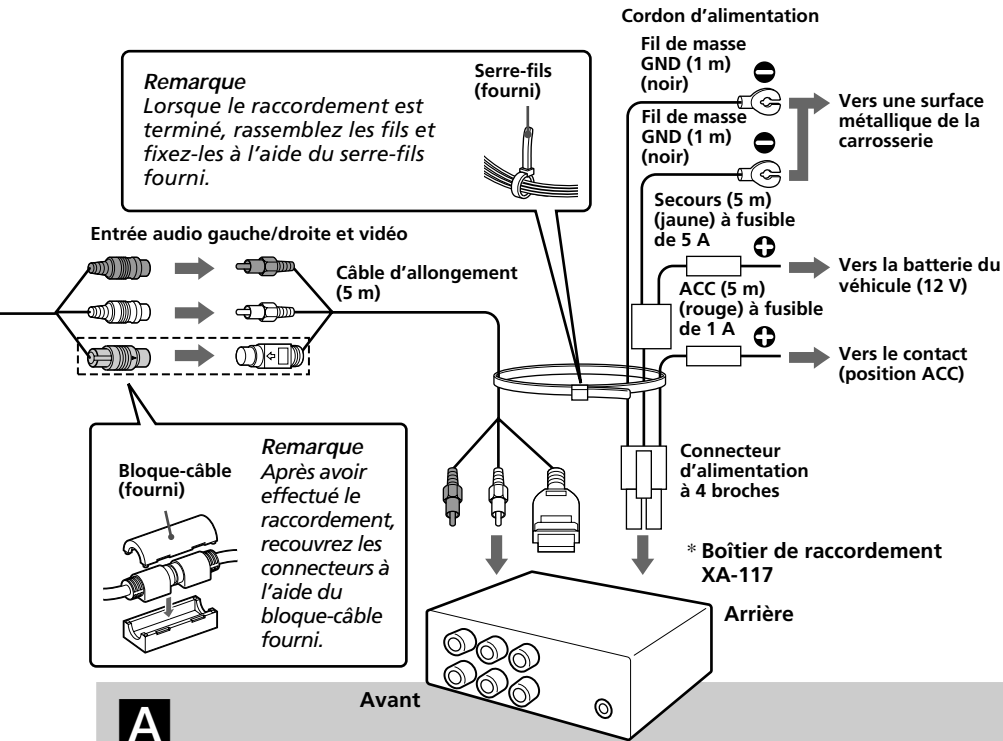 Cordon d’alimentation
Fil de masse
GND (1 m)
(noir)
Fil de masse
GND (1 m)
(noir)
Vers une surface
métallique de la
carrosserie
Remarque
Lorsque le raccordement est
terminé, rassemblez les fils et
fixez-les à l’aide du serre-fils
fourni.
Serre-fils
(fourni)
Secours (5 m)
(jaune) à fusible
de 5 A
Vers la batterie du
véhicule (12 V)
ACC (5 m)
(rouge) à fusible
de 1 A
Vers le contact
(position ACC)
Entrée audio gauche/droite et vidéo
Câble d’allongement
(5 m)
Bloque-câble
(fourni)
Remarque
Après avoir
effectué le
raccordement,
recouvrez les
connecteurs à
l’aide du
bloque-câble
fourni.
Connecteur
d’alimentation
à 4 broches
* Boîtier de raccordement
XA-117
Arrière
Avant
A